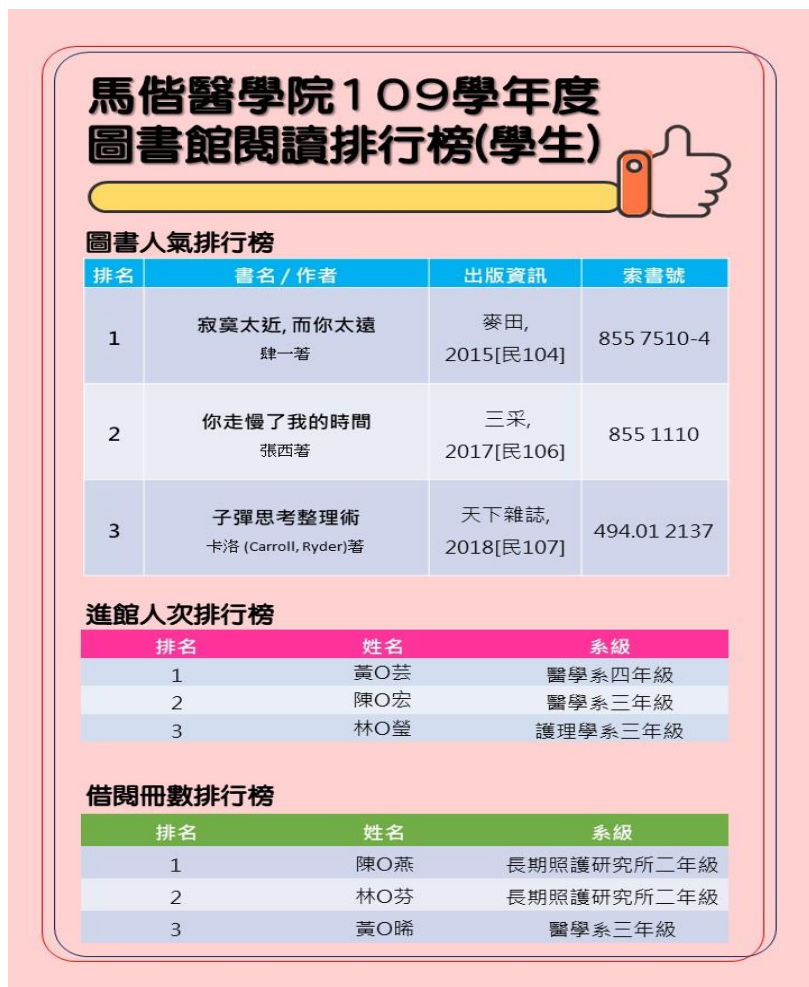 馬偕醫學院109學年度
圖書館閱讀排行榜(學生)
圖書人氣排行榜
排名 書名/作者 出版資訊 索書號
1 寂寞太近,而你太遠 肆一著 麥田, 2015[民104] 855 7510-4
2 你走慢了我的時間 張西著 三采, 2017[民106] 855 1110
3 子彈思考整理術 卡洛 (Carroll, Ryder)著 天下雜誌, 2018[民107] 494.01 2137
進館人次排行榜
排名 姓名 系級
1 黃O芸 醫學系四年級
2 陳O宏 醫學系三年級
3 林O瑩 護理學系三年級
借閱冊數排行榜
排名 姓名 系級
1 陳O燕 長期照護研究所二年級
2 林O芬 長期照護研究所二年級
3 黃O晞 醫學系三年級